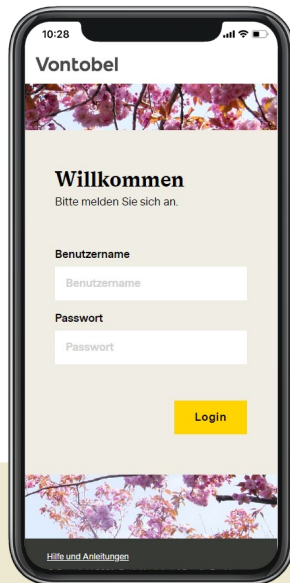 10:28
Vontobel
Willkommen
Bitte melden Sie sich an.
Benutzername
Benutzername
Passwort
Passwort
Login
Hilfe und Anleitungen